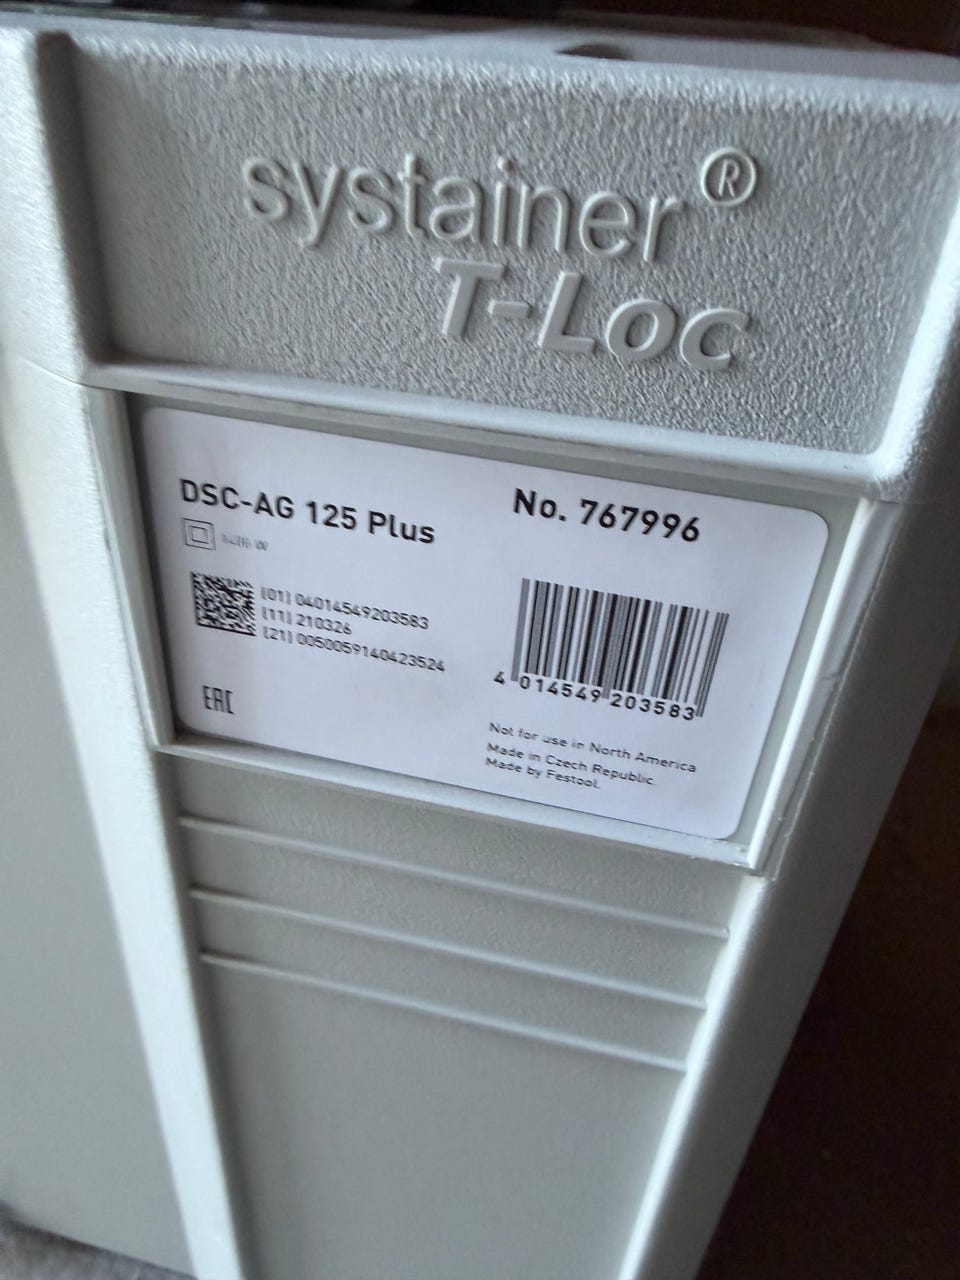 systainer®
T-Loc
DSC-AG 125 Plus
No. 767996
(01) 04014549203583
(11) 210326
(21) 0050059140423524
4 014549 203583
EAC
Not for use in North America
Made in Czech Republic.
Made by Festool.